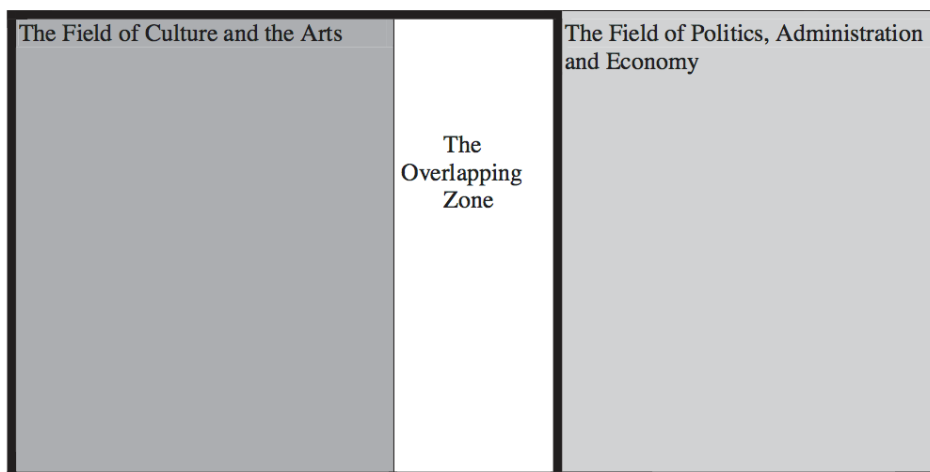 The Field of Culture and the Arts
The
Overlapping
Zone
The Field of Politics, Administration
and Economy